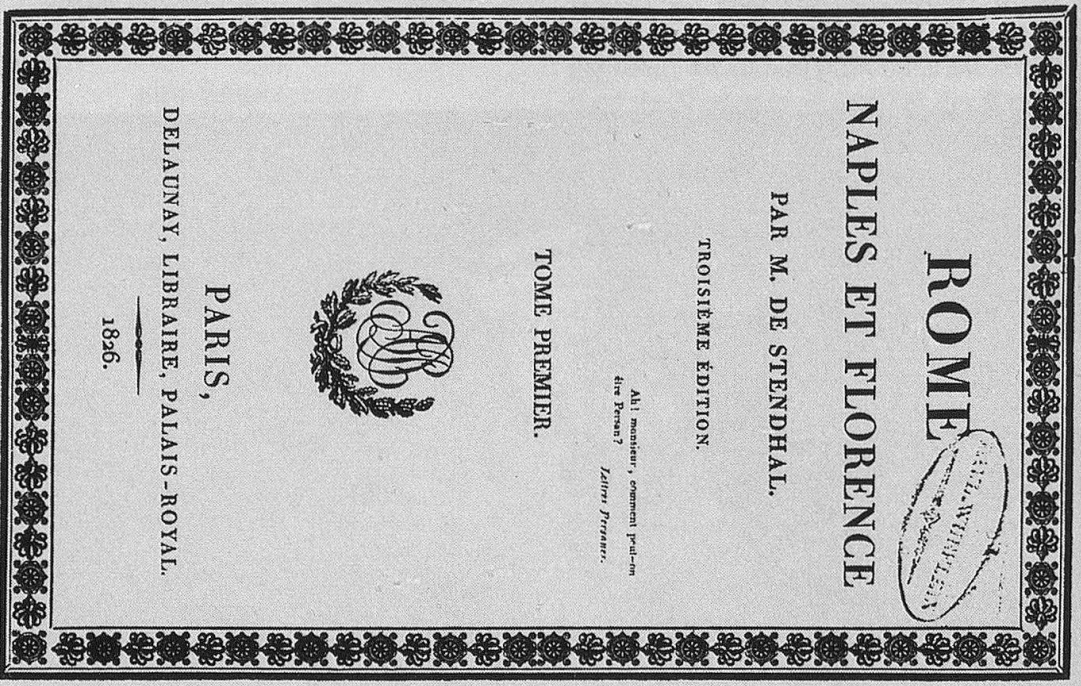 ROME
NAPLES ET FLORENCE
PAR M. DE STENDHAL.
TROISIÈME ÉDITION.
Ah! monsieur, comment peut-on
être Persan?
Lettres Persanes.
TOME PREMIER.
PARIS,
DELAUNAY, LIBRAIRE, PALAIS-ROYAL.
1826.